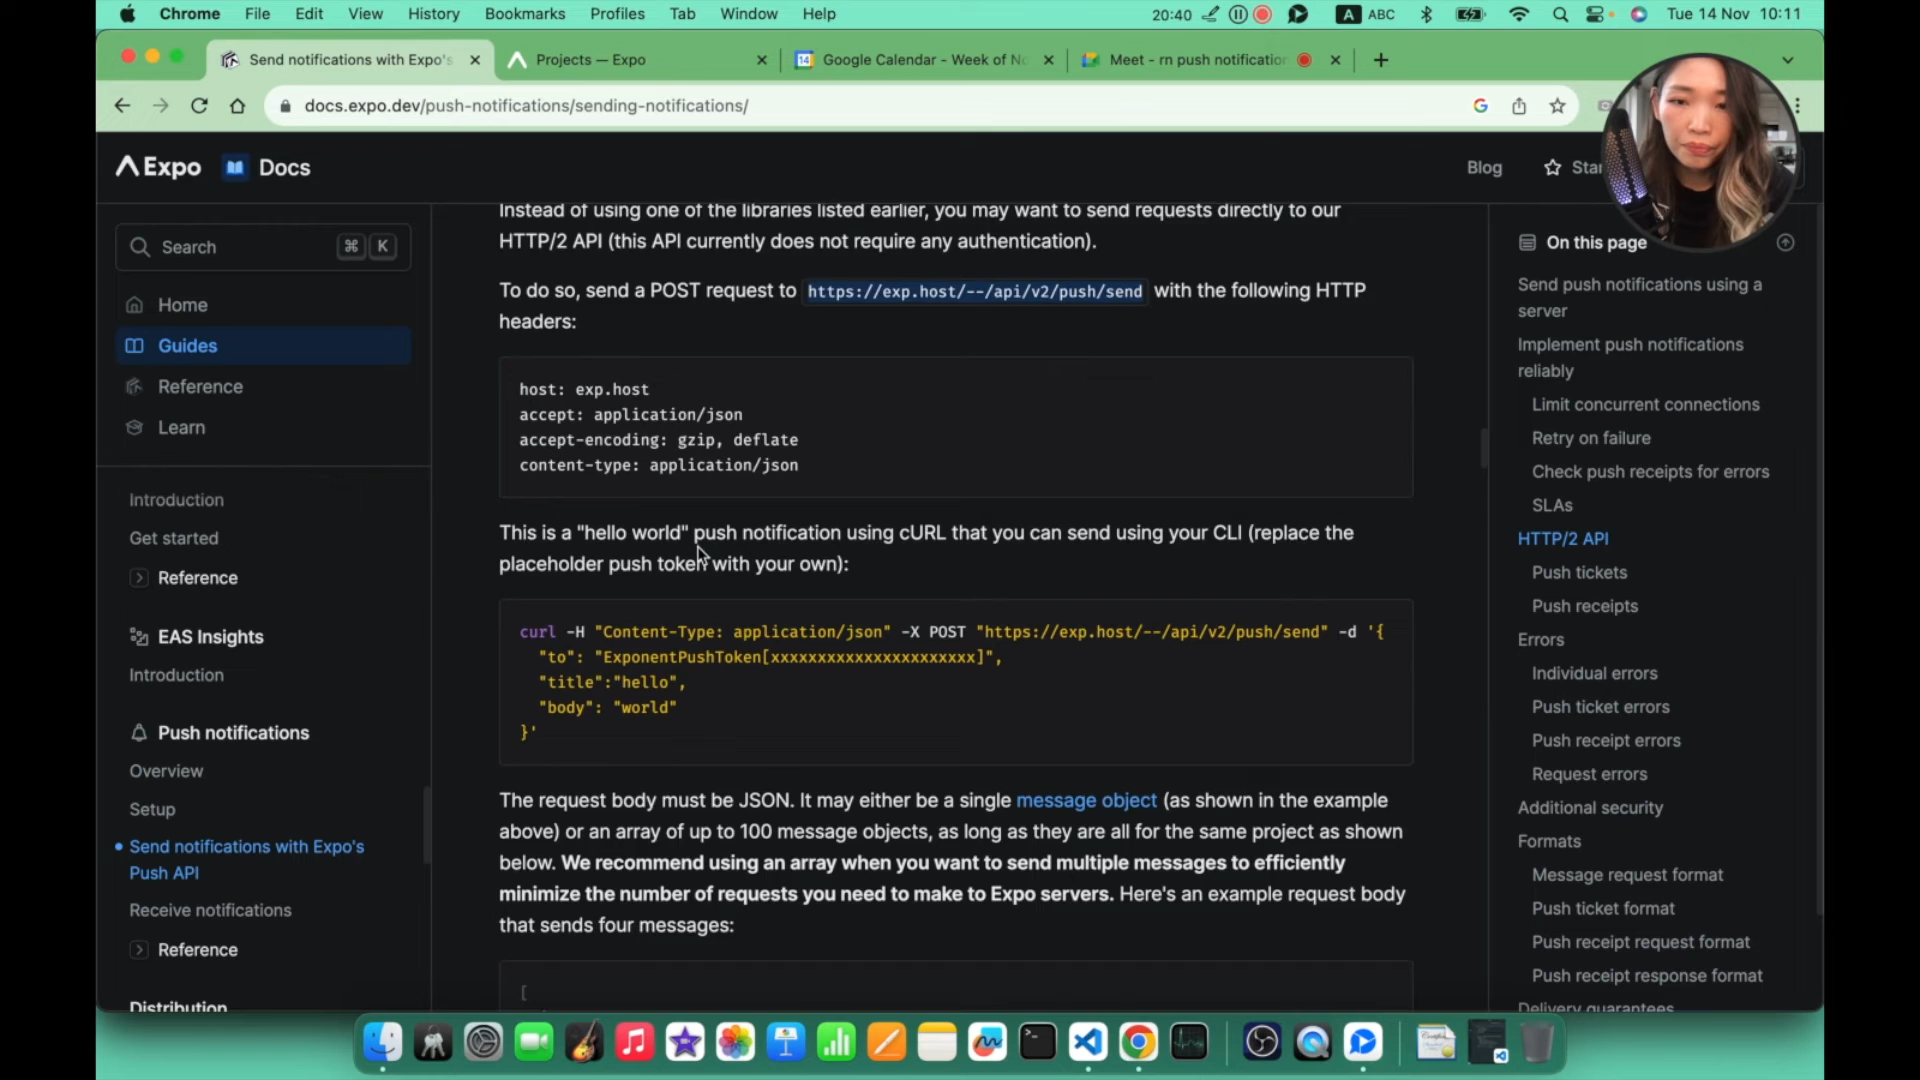 Chrome File Edit View History Bookmarks Profiles Tab Window Help 20:40 A ABC Tue 14 Nov 10:11
Send notifications with Expo's Projects — Expo Google Calendar - Week of No Meet - rn push notification
docs.expo.dev/push-notifications/sending-notifications/
Expo Docs Blog
Search ⌘ K
Home
Guides
Reference
Learn
Introduction
Get started
Reference
EAS Insights
Introduction
Push notifications
Overview
Setup
Send notifications with Expo's
Push API
Receive notifications
Reference
Distribution
Instead of using one of the libraries listed earlier, you may want to send requests directly to our
HTTP/2 API (this API currently does not require any authentication).
To do so, send a POST request to https://exp.host/--/api/v2/push/send with the following HTTP
headers:
host: exp.host
accept: application/json
accept-encoding: gzip, deflate
content-type: application/json
This is a "hello world" push notification using cURL that you can send using your CLI (replace the
placeholder push token with your own):
curl -H "Content-Type: application/json" -X POST "https://exp.host/--/api/v2/push/send" -d '{
"to": "ExponentPushToken[xxxxxxxxxxxxxxxxxxxxxx]",
"title":"hello",
"body": "world"
}'
The request body must be JSON. It may either be a single message object (as shown in the example
above) or an array of up to 100 message objects, as long as they are all for the same project as shown
below. We recommend using an array when you want to send multiple messages to efficiently
minimize the number of requests you need to make to Expo servers. Here's an example request body
that sends four messages:
[
On this page
Send push notifications using a
server
Implement push notifications
reliably
Limit concurrent connections
Retry on failure
Check push receipts for errors
SLAs
HTTP/2 API
Push tickets
Push receipts
Errors
Individual errors
Push ticket errors
Push receipt errors
Request errors
Additional security
Formats
Message request format
Push ticket format
Push receipt request format
Push receipt response format
Delivery guarantees